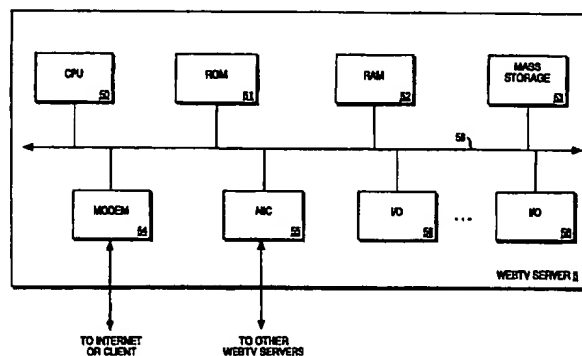 CPU
50
ROM
51
RAM
52
MASS
STORAGE
53
58
MODEM
54
NIC
55
I/O
56
...
I/O
56
WEBTV SERVER 5
TO INTERNET
OR CLIENT
TO OTHER
WEBTV SERVERS